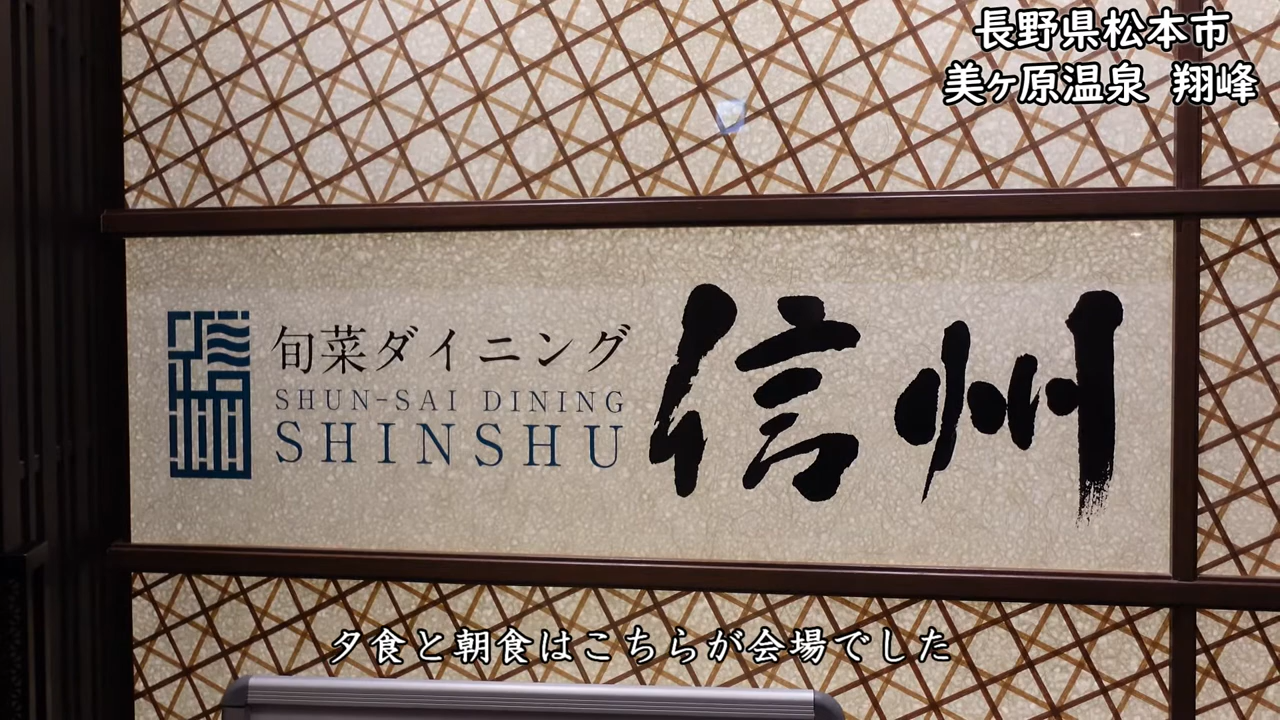 長野県松本市
美ヶ原温泉 翔峰
旬菜ダイニング
SHUN-SAI DINING
SHINSHU
信州
夕食と朝食はこちらが会場でした